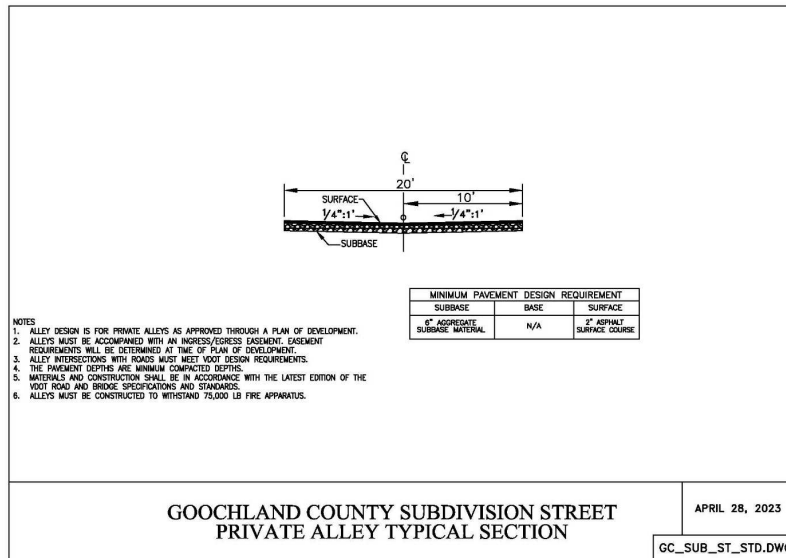 ℄
20'
10'
SURFACE
1/4":1'
1/4":1'
SUBBASE
MINIMUM PAVEMENT DESIGN REQUIREMENT
SUBBASE BASE SURFACE
6" AGGREGATE N/A 2" ASPHALT
SUBBASE MATERIAL SURFACE COURSE
NOTES
1. ALLEY DESIGN IS FOR PRIVATE ALLEYS AS APPROVED THROUGH A PLAN OF DEVELOPMENT.
2. ALLEYS MUST BE ACCOMPANIED WITH AN INGRESS/EGRESS EASEMENT. EASEMENT
REQUIREMENTS WILL BE DETERMINED AT TIME OF PLAN OF DEVELOPMENT.
3. ALLEY INTERSECTIONS WITH ROADS MUST MEET VDOT DESIGN REQUIREMENTS.
4. THE PAVEMENT DEPTHS ARE MINIMUM COMPACTED DEPTHS.
5. MATERIALS AND CONSTRUCTION SHALL BE IN ACCORDANCE WITH THE LATEST EDITION OF THE
VDOT ROAD AND BRIDGE SPECIFICATIONS AND STANDARDS.
6. ALLEYS MUST BE CONSTRUCTED TO WITHSTAND 75,000 LB FIRE APPARATUS.
GOOCHLAND COUNTY SUBDIVISION STREET
PRIVATE ALLEY TYPICAL SECTION
APRIL 28, 2023
GC_SUB_ST_STD.DWG